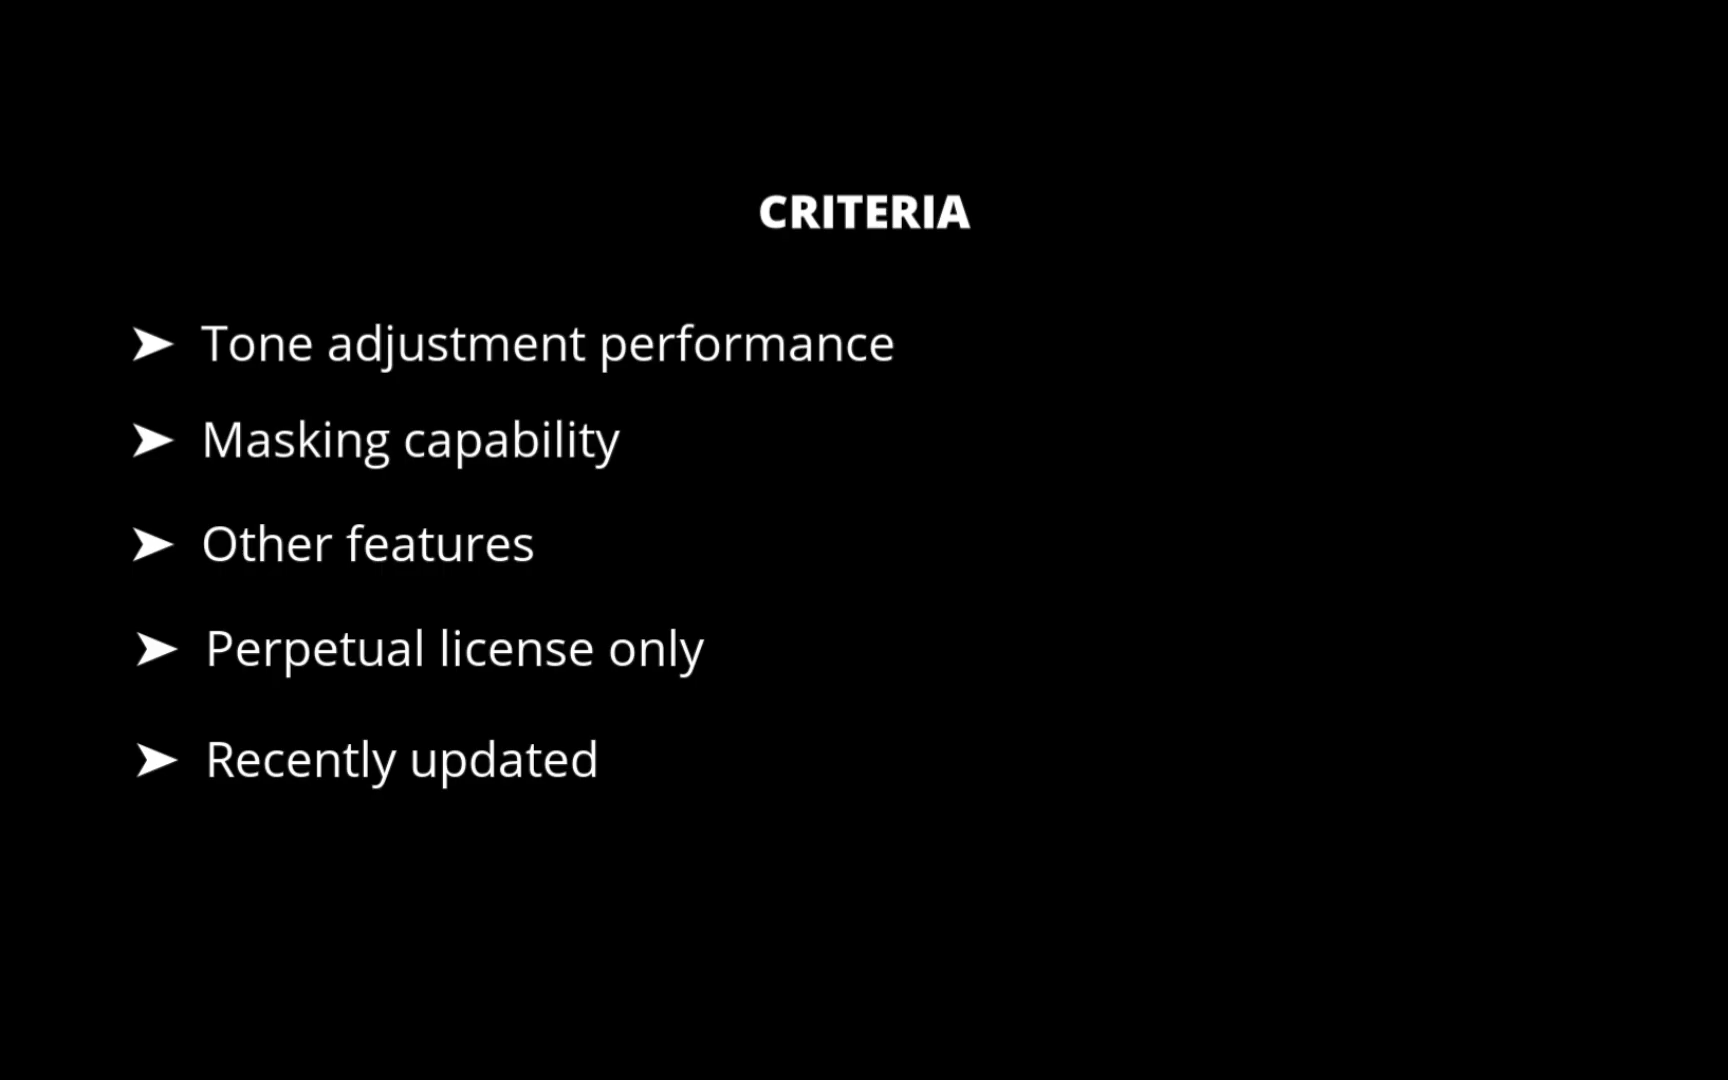 CRITERIA
➤ Tone adjustment performance
➤ Masking capability
➤ Other features
➤ Perpetual license only
➤ Recently updated